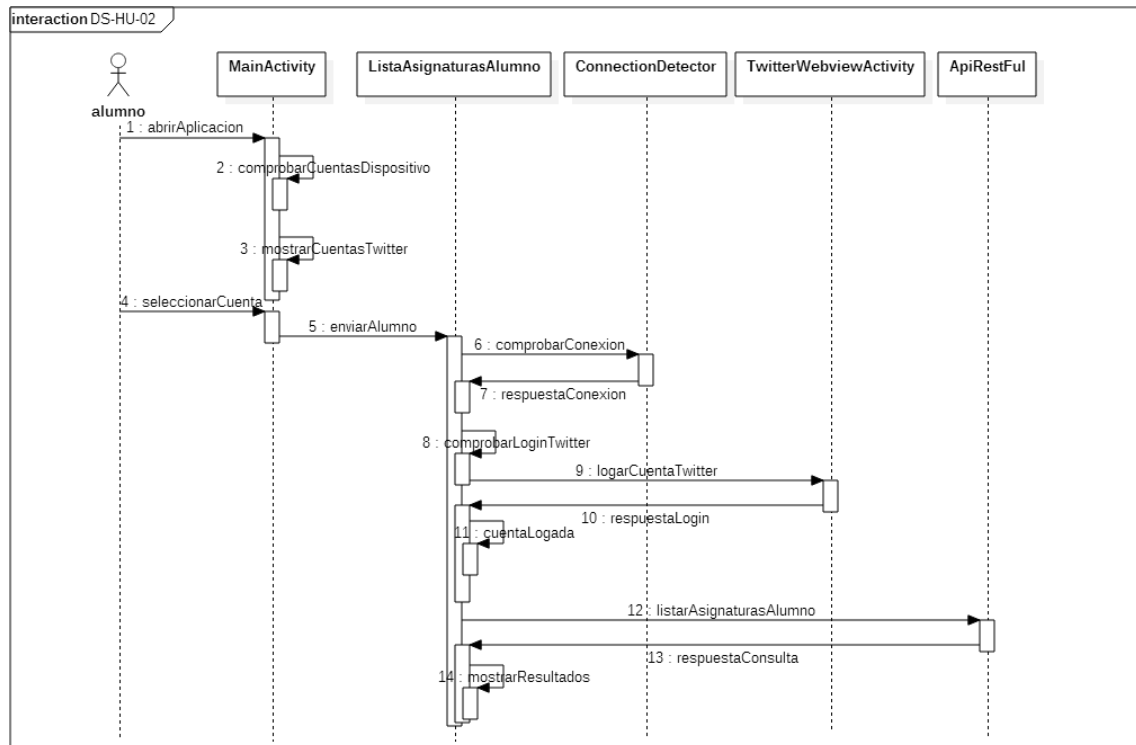 interaction DS-HU-02
MainActivity
ListaAsignaturasAlumno
ConnectionDetector
TwitterWebviewActivity
ApiRestFul
alumno
1 : abrirAplicacion
2 : comprobarCuentasDispositivo
3 : mostrarCuentasTwitter
4 : seleccionarCuenta
5 : enviarAlumno
6 : comprobarConexion
7 : respuestaConexion
8 : comprobarLoginTwitter
9 : logarCuentaTwitter
10 : respuestaLogin
11 : cuentaLogada
12 : listarAsignaturasAlumno
13 : respuestaConsulta
14 : mostrarResultados